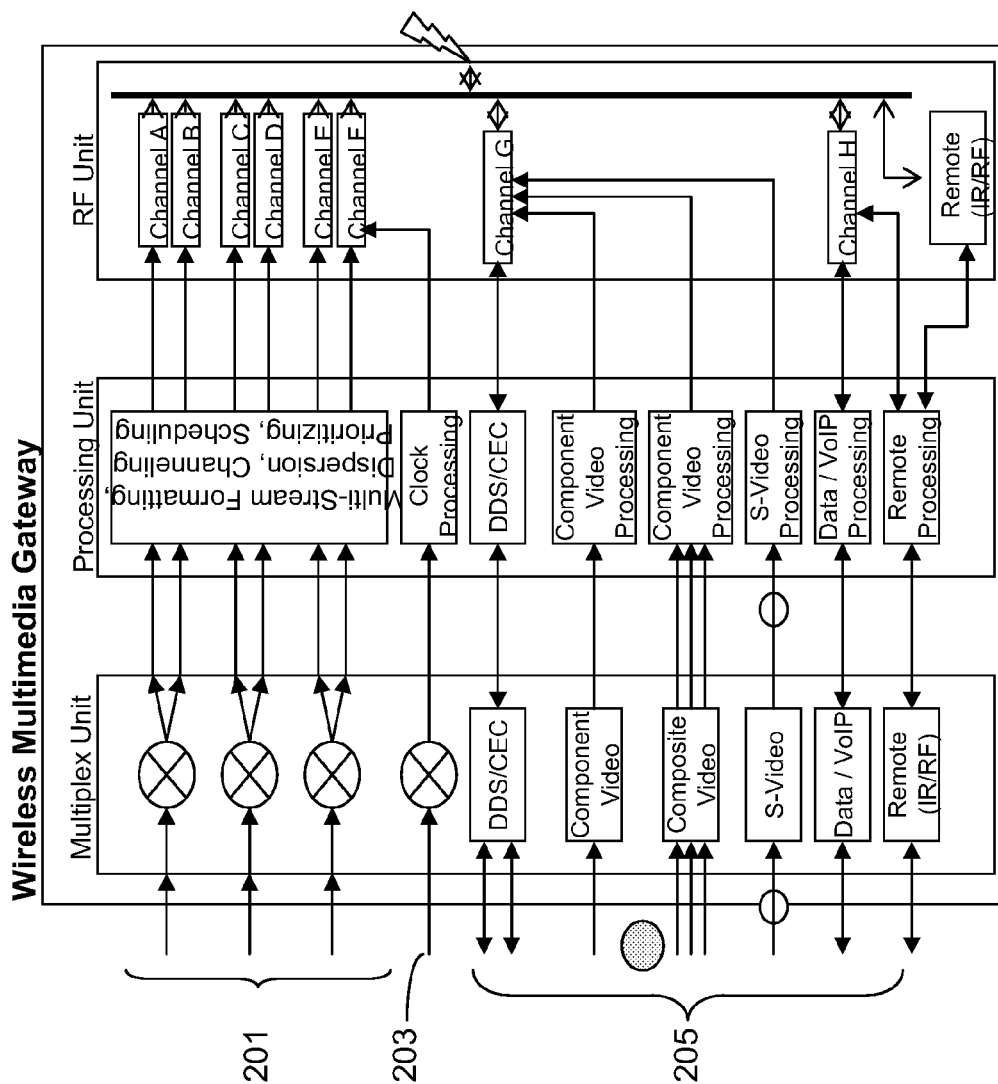 Wireless Multimedia Gateway
Multiplex Unit
Processing Unit
RF Unit
201
203
205
DDS/CEC
Component
Video
Composite
Video
S-Video
Data / VoIP
Remote
(IR/RF)
Multi-Stream Formatting,
Dispersion, Channeling
Prioritizing, Scheduling
Clock
Processing
DDS/CEC
Component
Video
Processing
Component
Video
Processing
S-Video
Processing
Data / VoIP
Processing
Remote
Processing
Channel A
Channel B
Channel C
Channel D
Channel E
Channel F
Channel G
Channel H
Remote
(IR/RF)